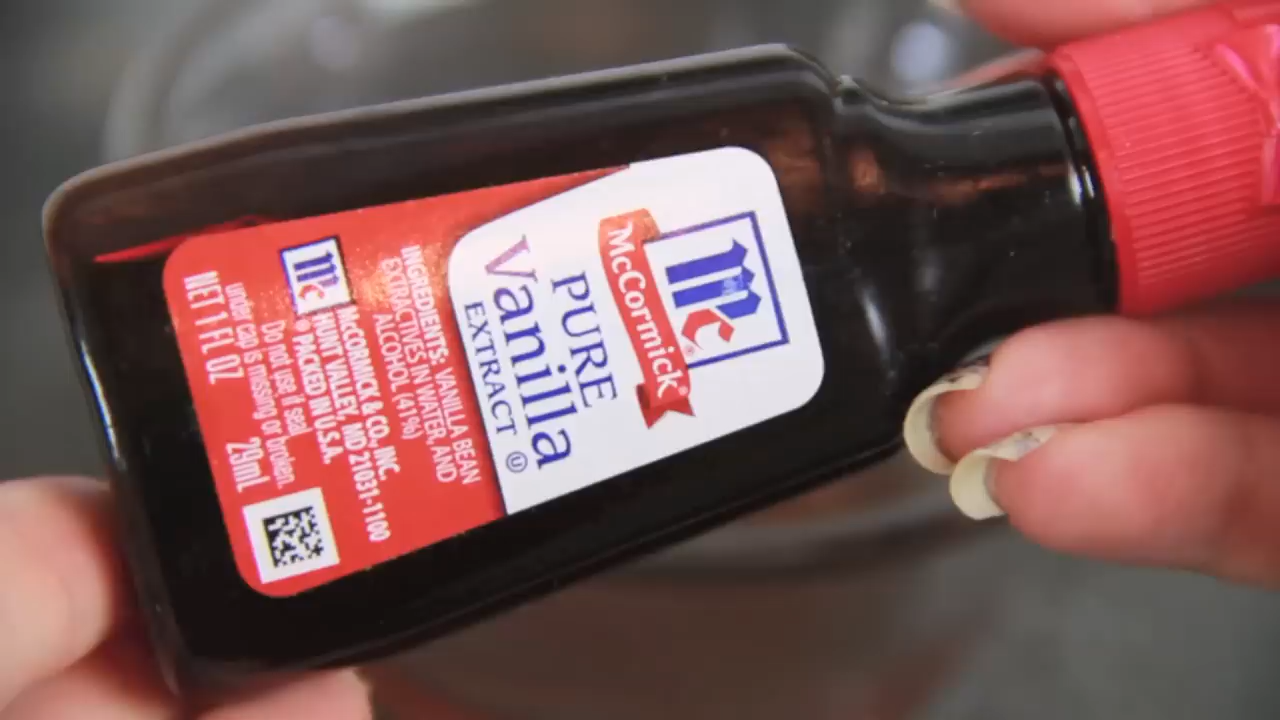 Mc
McCormick®
PURE
Vanilla
EXTRACT Ⓤ
INGREDIENTS: VANILLA BEAN
EXTRACTIVES IN WATER, AND
ALCOHOL (41%)
Mc
McCORMICK & CO., INC.
HUNT VALLEY, MD 21031-1100
® PACKED IN U.S.A.
Do not use if seal
under cap is missing or broken.
NET 1 FL OZ 29mL